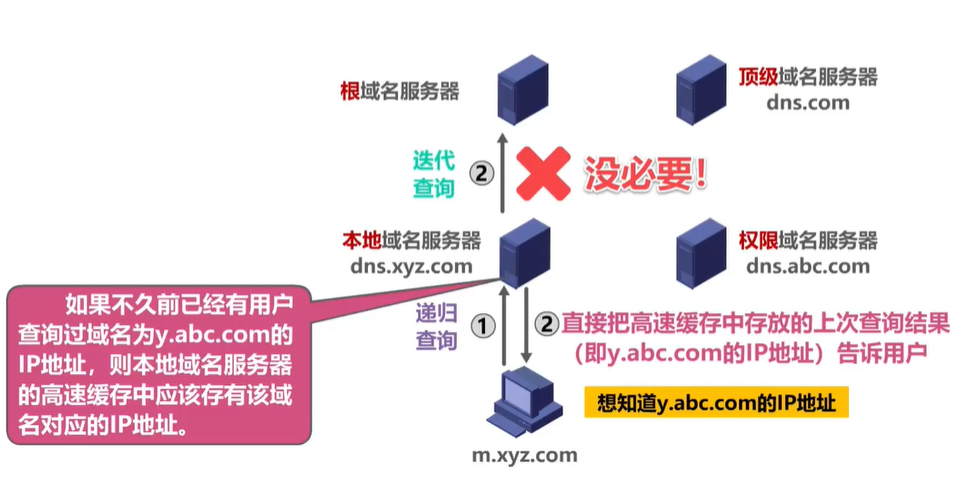 根域名服务器
顶级域名服务器
dns.com
迭代
查询
②
没必要!
本地域名服务器
dns.xyz.com
权限域名服务器
dns.abc.com
如果不久前已经有用户
查询过域名为y.abc.com的
IP地址，则本地域名服务器
的高速缓存中应该存有该域
名对应的IP地址。
递归
查询
①
②直接把高速缓存中存放的上次查询结果
（即y.abc.com的IP地址）告诉用户
想知道y.abc.com的IP地址
m.xyz.com